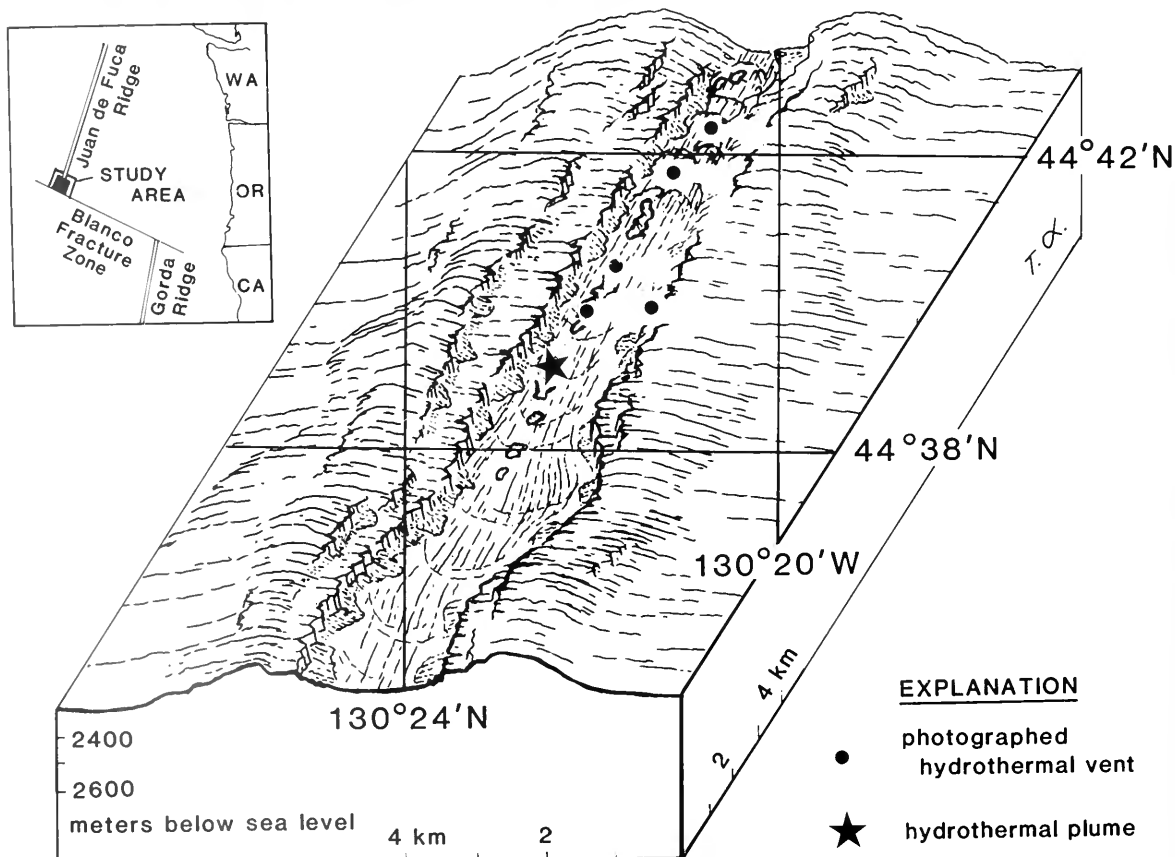 Juan de Fuca
Ridge
WA
STUDY
AREA
OR
Blanco
Fracture
Zone
Gorda
Ridge
CA
44°42'N
T. α.
44°38'N
130°20'W
130°24'N
2400
2600
meters below sea level
4 km
2
2
4 km
EXPLANATION
photographed
hydrothermal vent
hydrothermal plume